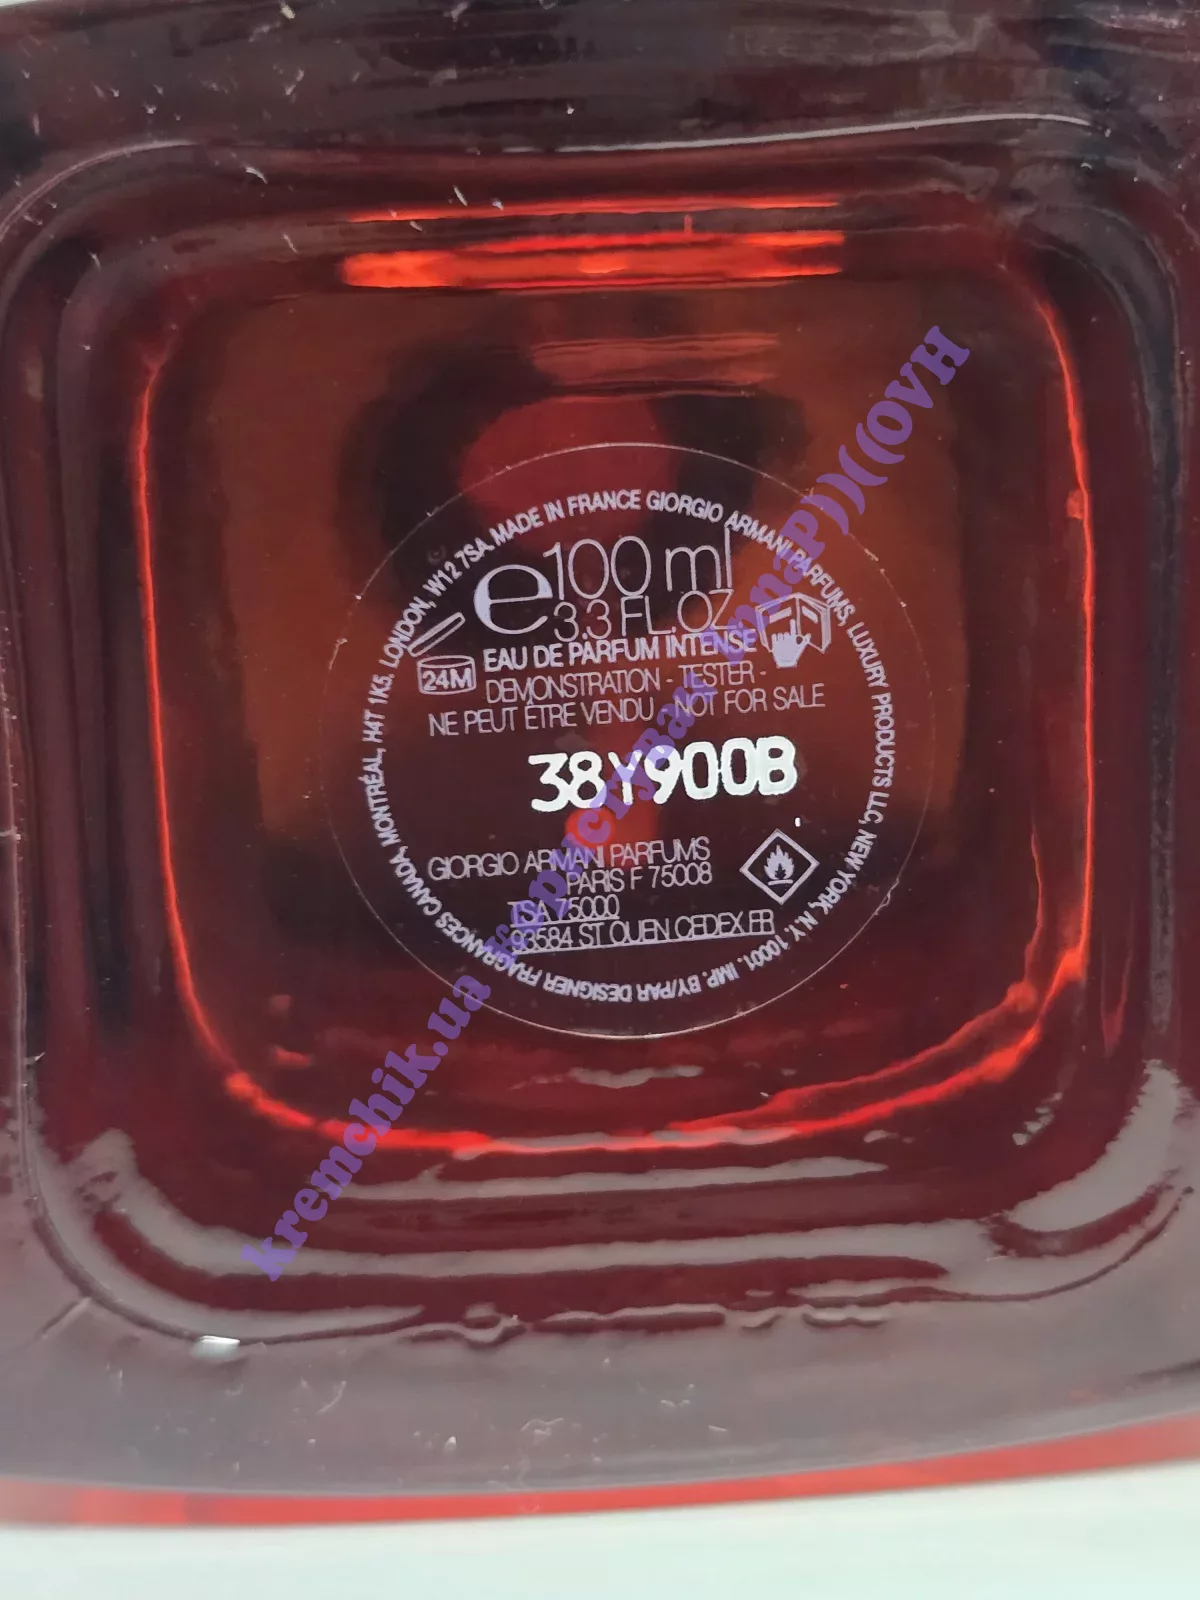 MADE IN FRANCE GIORGIO ARMANI PARFUMS, LUXURY PRODUCTS LLC, NEW YORK, N.Y. 10001. IMP. BY/PAR DESIGNER FRAGRANCES CANADA, MONTRÉAL, H4T 1K5. LONDON, W12 7SA.
e 100 ml
3.3 FL.OZ
24M
EAU DE PARFUM INTENSE
DEMONSTRATION - TESTER -
NE PEUT ÊTRE VENDU - NOT FOR SALE
38Y900B
GIORGIO ARMANI PARFUMS
PARIS F 75008
TSA 75000
93584 ST OUEN CEDEX FR
kremchik.ua